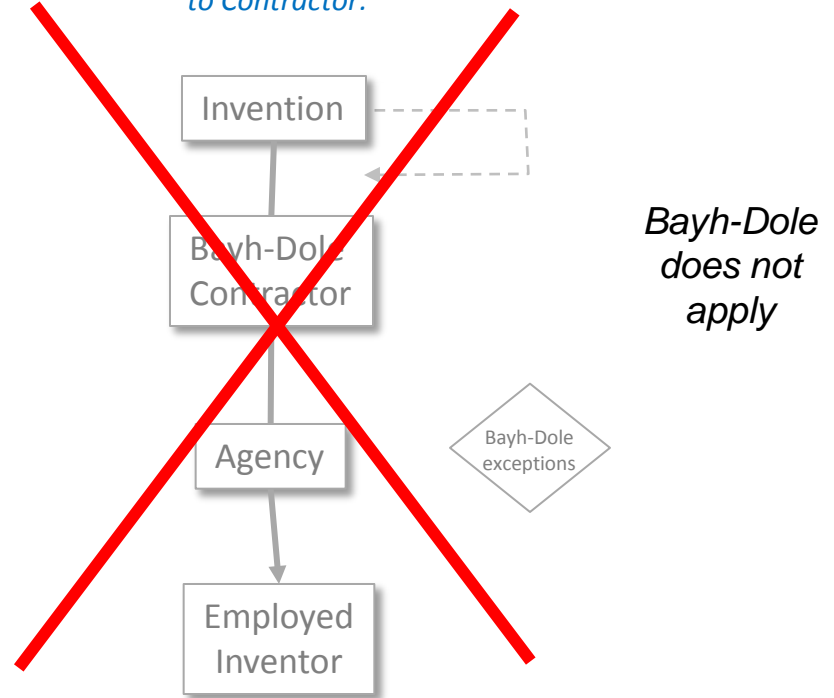 to Contractor.
Invention
Bayh-Dole
Contractor
Bayh-Dole
does not
apply
Agency
Bayh-Dole
exceptions
Employed
Inventor